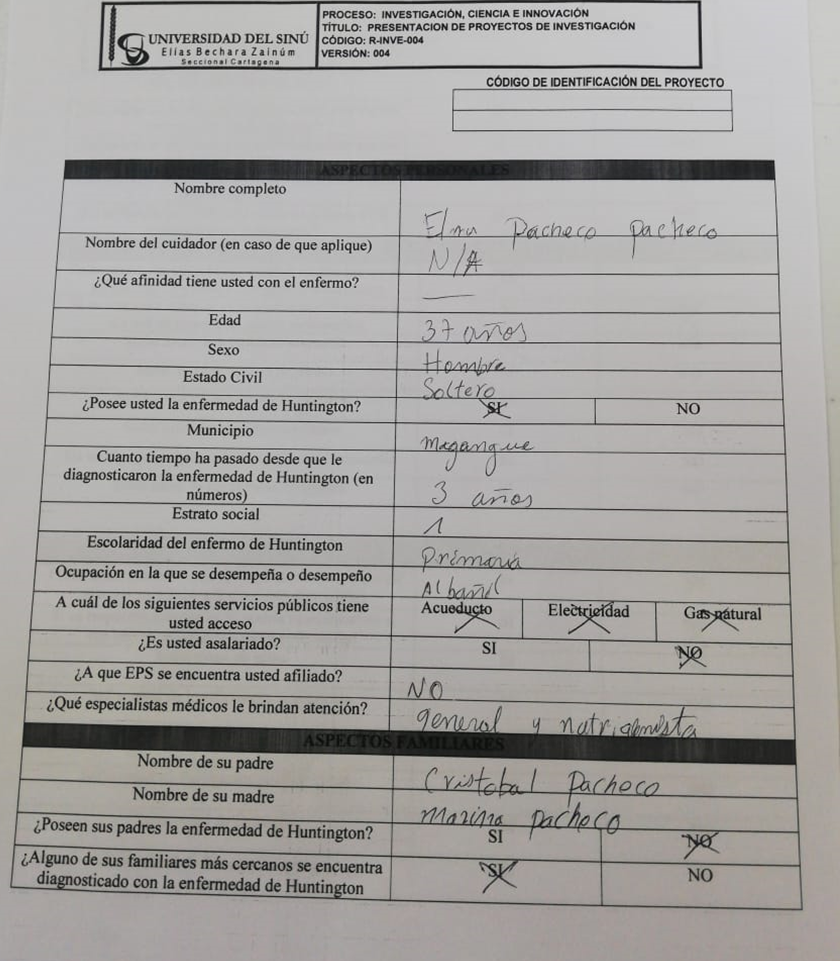 UNIVERSIDAD DEL SINÚ
Elías Bechara Zainúm
Seccional Cartagena
PROCESO: INVESTIGACIÓN, CIENCIA E INNOVACIÓN
TÍTULO: PRESENTACION DE PROYECTOS DE INVESTIGACIÓN
CÓDIGO: R-INVE-004
VERSIÓN: 004
CÓDIGO DE IDENTIFICACIÓN DEL PROYECTO
ASPECTOS PERSONALES
Nombre completo
Pacheco pacheco
Nombre del cuidador (en caso de que aplique)
N/A
¿Qué afinidad tiene usted con el enfermo?
—
Edad
37 años
Sexo
Hombre
Estado Civil
Soltero
¿Posee usted la enfermedad de Huntington? SI NO
Municipio
magangue
Cuanto tiempo ha pasado desde que le
diagnosticaron la enfermedad de Huntington (en
números)
3 años
Estrato social
1
Escolaridad del enfermo de Huntington
primaria
Ocupación en la que se desempeña o desempeño
Albañil
A cuál de los siguientes servicios públicos tiene
usted acceso
Acueducto Electricidad Gas natural
¿Es usted asalariado? SI NO
¿A que EPS se encuentra usted afiliado?
NO
¿Qué especialistas médicos le brindan atención?
general y
ASPECTOS FAMILIARES
Nombre de su padre
Cristobal Pacheco
Nombre de su madre
marina pacheco
¿Poseen sus padres la enfermedad de Huntington? SI NO
¿Alguno de sus familiares más cercanos se encuentra
diagnosticado con la enfermedad de Huntington
SI NO